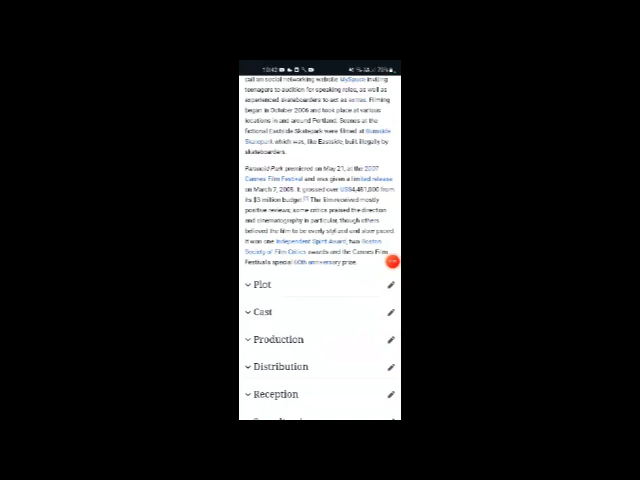 10:42
call on social networking website MySpace inviting
teenagers to audition for speaking roles, as well as
experienced skateboarders to act as extras. Filming
began in October 2006 and took place at various
locations in and around Portland. Scenes at the
fictional Eastside Skatepark were filmed at Burnside
Skatepark which was, like Eastside, built illegally by
skateboarders.
Paranoid Park premiered on May 21, at the 2007
Cannes Film Festival and was given a limited release
on March 7, 2008. It grossed over US$4,481,000 from
its $3 million budget. The film received mostly
positive reviews; some critics praised the direction
and cinematography in particular, though others
believed the film to be overly stylized and slow paced.
It won one Independent Spirit Award, two Boston
Society of Film Critics awards and the Cannes Film
Festival's special 60th anniversary prize.
Plot
Cast
Production
Distribution
Reception